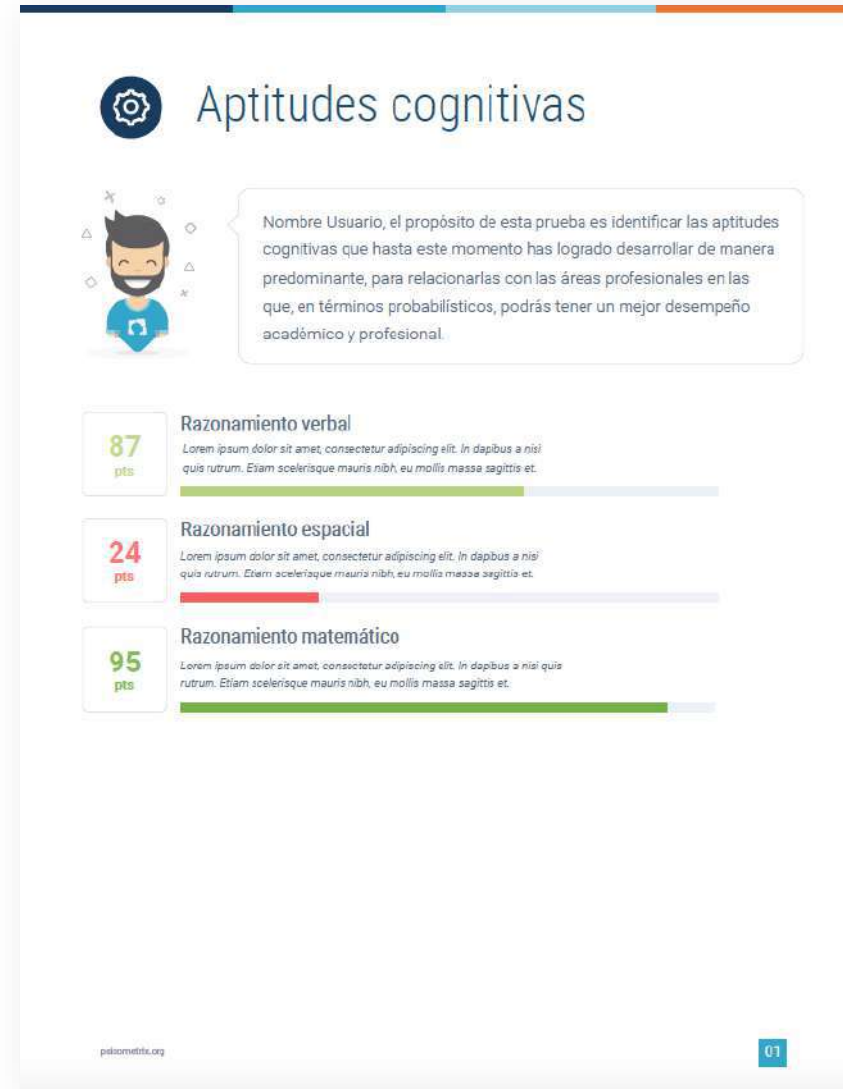 Aptitudes cognitivas
Nombre Usuario, el propósito de esta prueba es identificar las aptitudes
cognitivas que hasta este momento has logrado desarrollar de manera
predominante, para relacionarlas con las áreas profesionales en las
que, en términos probabilísticos, podrás tener un mejor desempeño
académico y profesional.
87
pts
Razonamiento verbal
Lorem ipsum dolor sit amet, consectetur adipiscing elit. In dapibus a nisi
quis rutrum. Etiam scelerisque mauris nibh, eu mollis massa sagittis et.
24
pts
Razonamiento espacial
Lorem ipsum dolor sit amet, consectetur adipiscing elit. In dapibus a nisi
quis rutrum. Etiam scelerisque mauris nibh, eu mollis massa sagittis et.
95
pts
Razonamiento matemático
Lorem ipsum dolor sit amet, consectetur adipiscing elit. In dapibus a nisi quis
rutrum. Etiam scelerisque mauris nibh, eu mollis massa sagittis et.
01